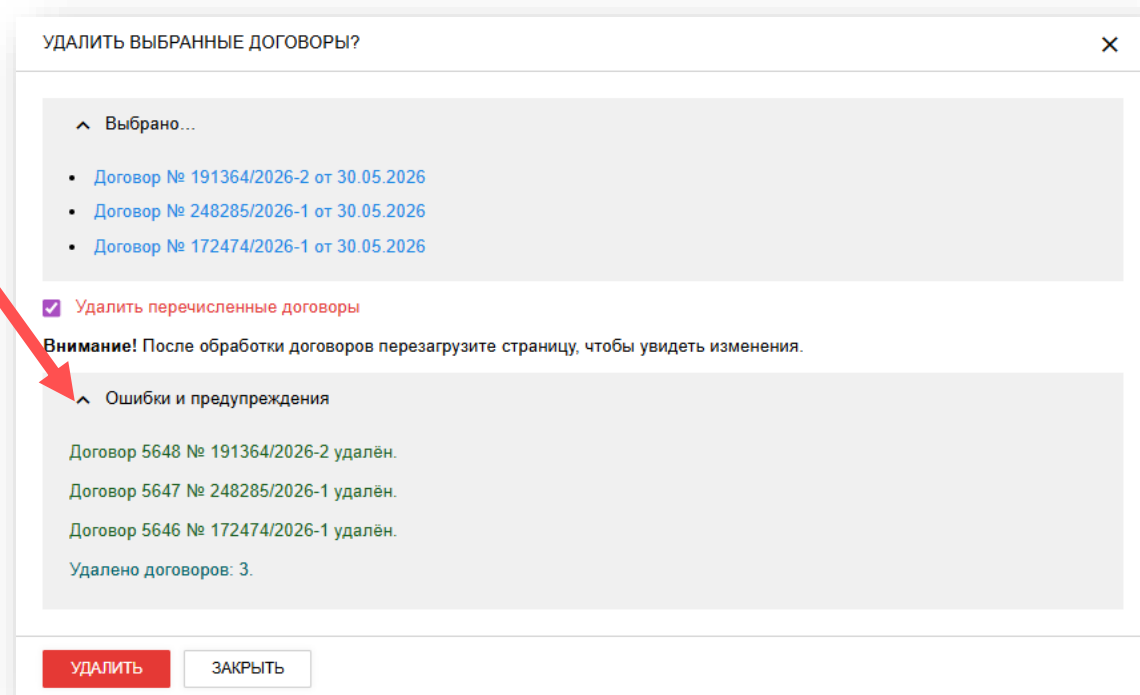 УДАЛИТЬ ВЫБРАННЫЕ ДОГОВОРЫ?
Выбрано...
Договор № 191364/2026-2 от 30.05.2026
Договор № 248285/2026-1 от 30.05.2026
Договор № 172474/2026-1 от 30.05.2026
Удалить перечисленные договоры
Внимание! После обработки договоров перезагрузите страницу, чтобы увидеть изменения.
Ошибки и предупреждения
Договор 5648 № 191364/2026-2 удалён.
Договор 5647 № 248285/2026-1 удалён.
Договор 5646 № 172474/2026-1 удалён.
Удалено договоров: 3.
УДАЛИТЬ ЗАКРЫТЬ